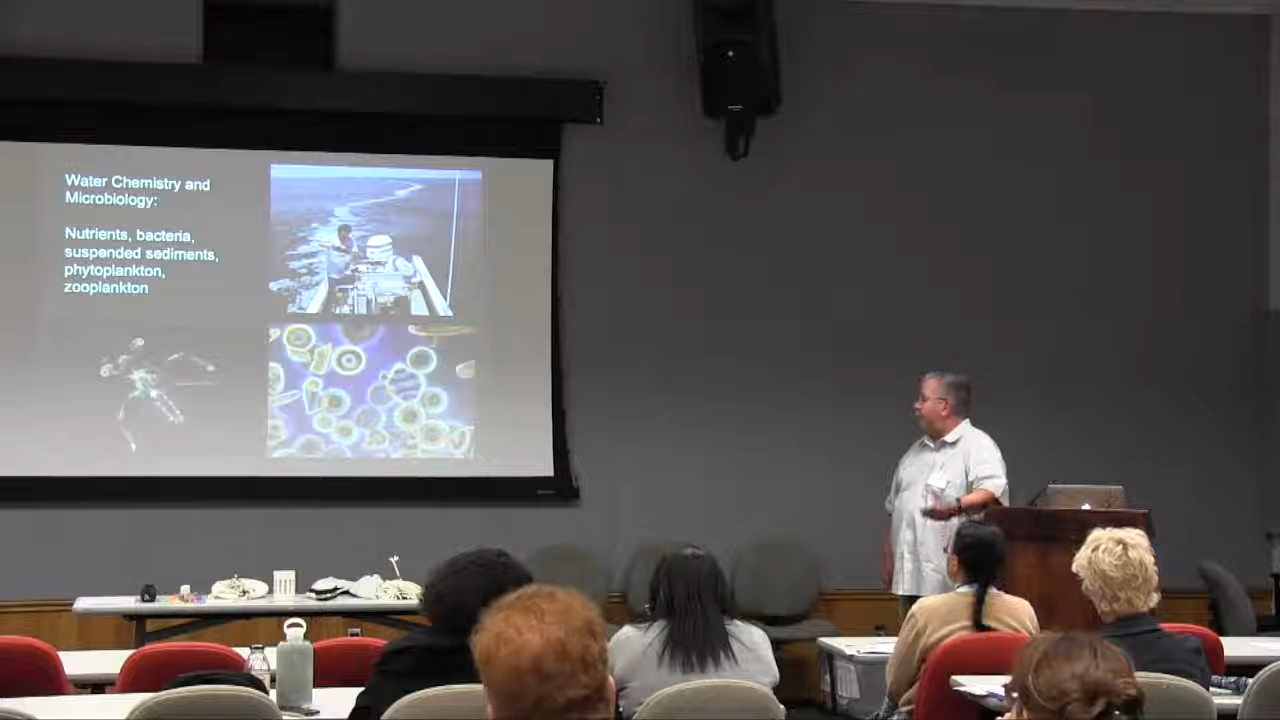 Water Chemistry and
Microbiology:
Nutrients, bacteria,
suspended sediments,
phytoplankton,
zooplankton